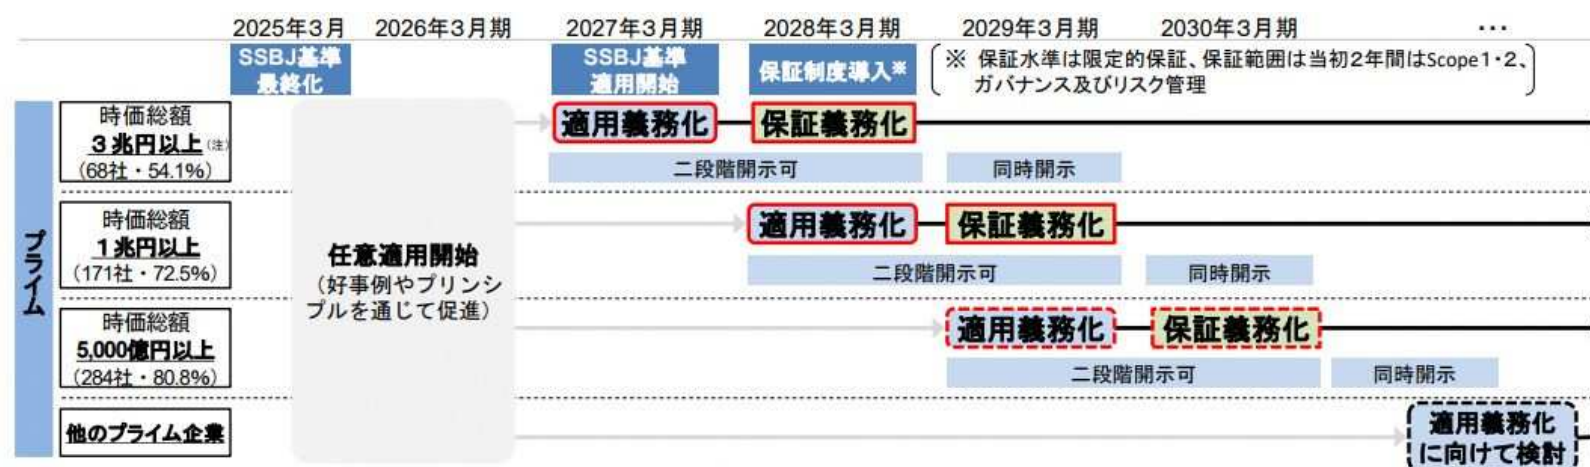 2025年3月 2026年3月期 2027年3月期 2028年3月期 2029年3月期 2030年3月期 …
SSBJ基準
最終化
SSBJ基準
適用開始
保証制度導入※
※ 保証水準は限定的保証、保証範囲は当初2年間はScope1・2、
ガバナンス及びリスク管理
プライム
時価総額
3兆円以上(注)
(68社・54.1%)
適用義務化 保証義務化
二段階開示可 同時開示
時価総額
1兆円以上
(171社・72.5%)
適用義務化 保証義務化
二段階開示可 同時開示
任意適用開始
(好事例やプリンシ
プルを通じて促進)
時価総額
5,000億円以上
(284社・80.8%)
適用義務化 保証義務化
二段階開示可 同時開示
他のプライム企業
適用義務化
に向けて検討